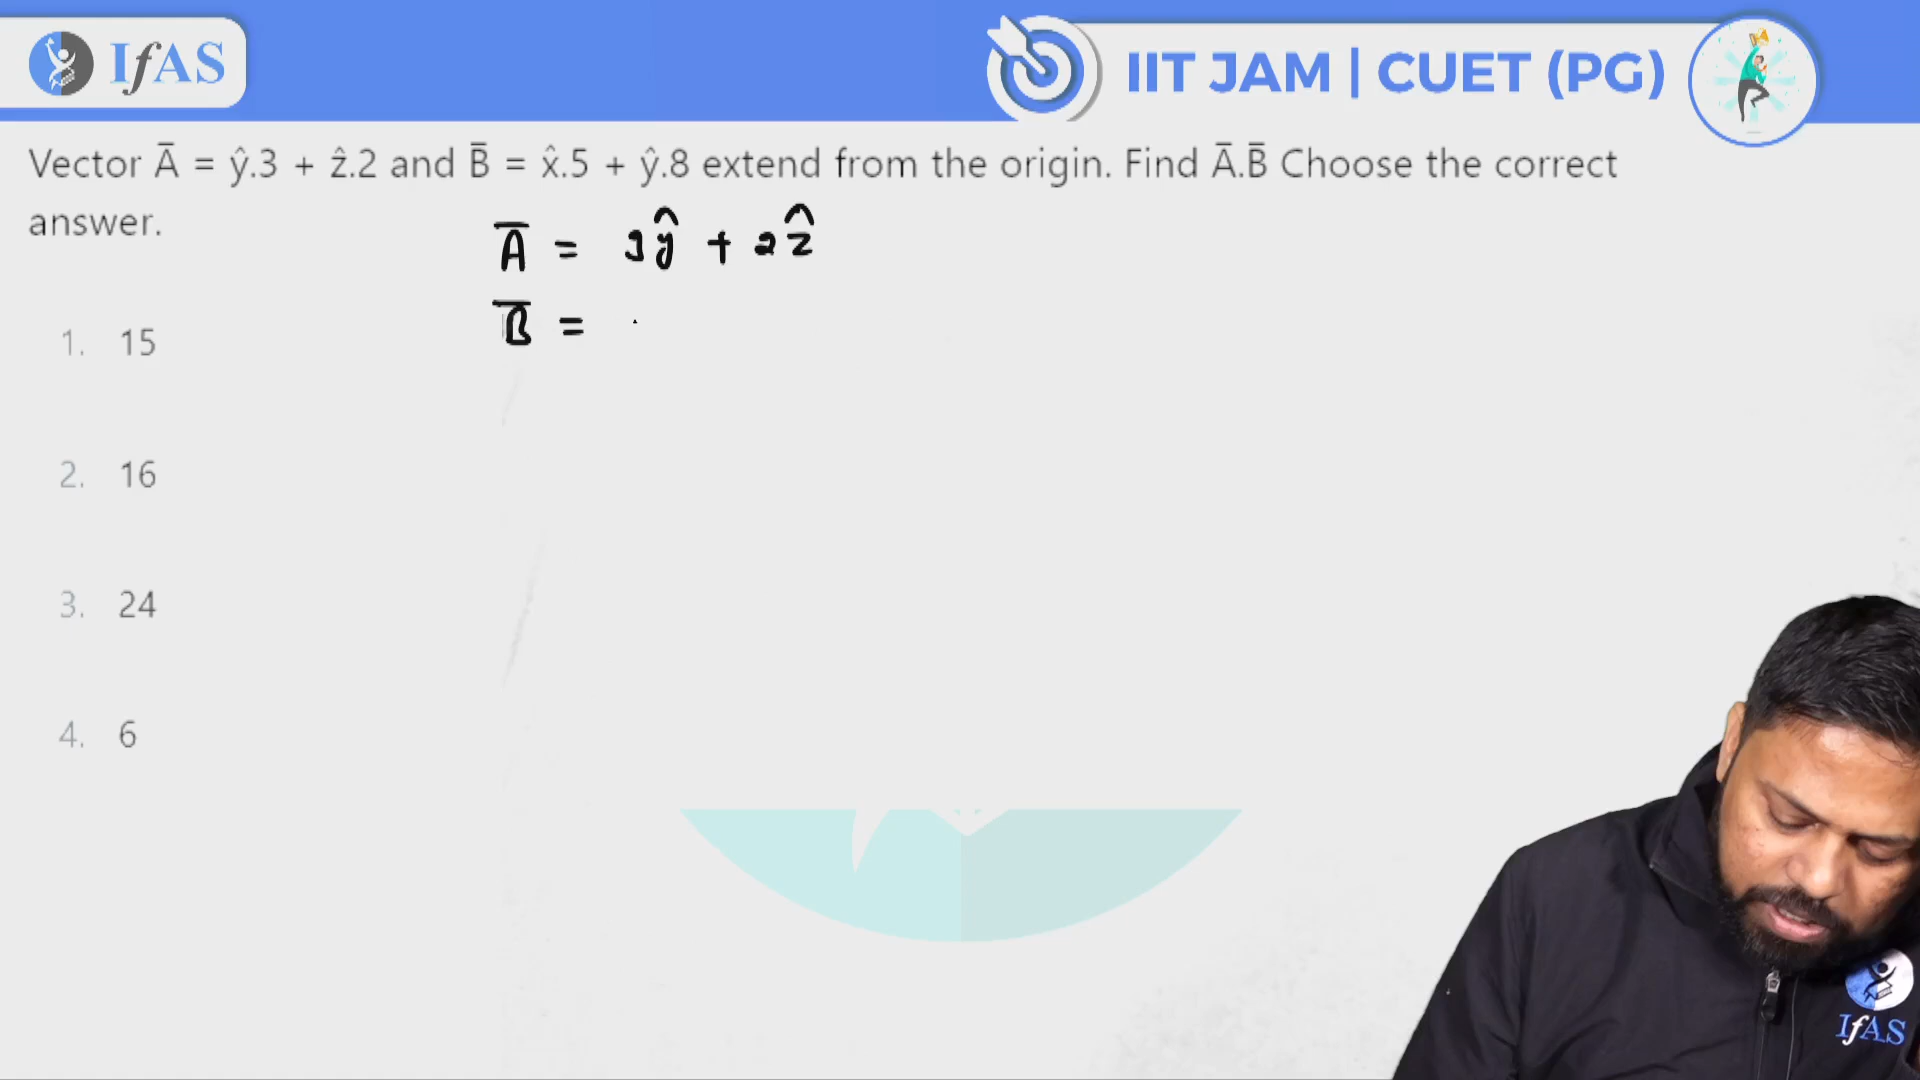 IfAS
IIT JAM | CUET (PG)
Vector A̅ = ŷ.3 + ẑ.2 and B̅ = x̂.5 + ŷ.8 extend from the origin. Find A̅.B̅ Choose the correct
answer.
A̅ = 3ŷ + 2ẑ
B̅ =
1. 15
2. 16
3. 24
4. 6
IfAS